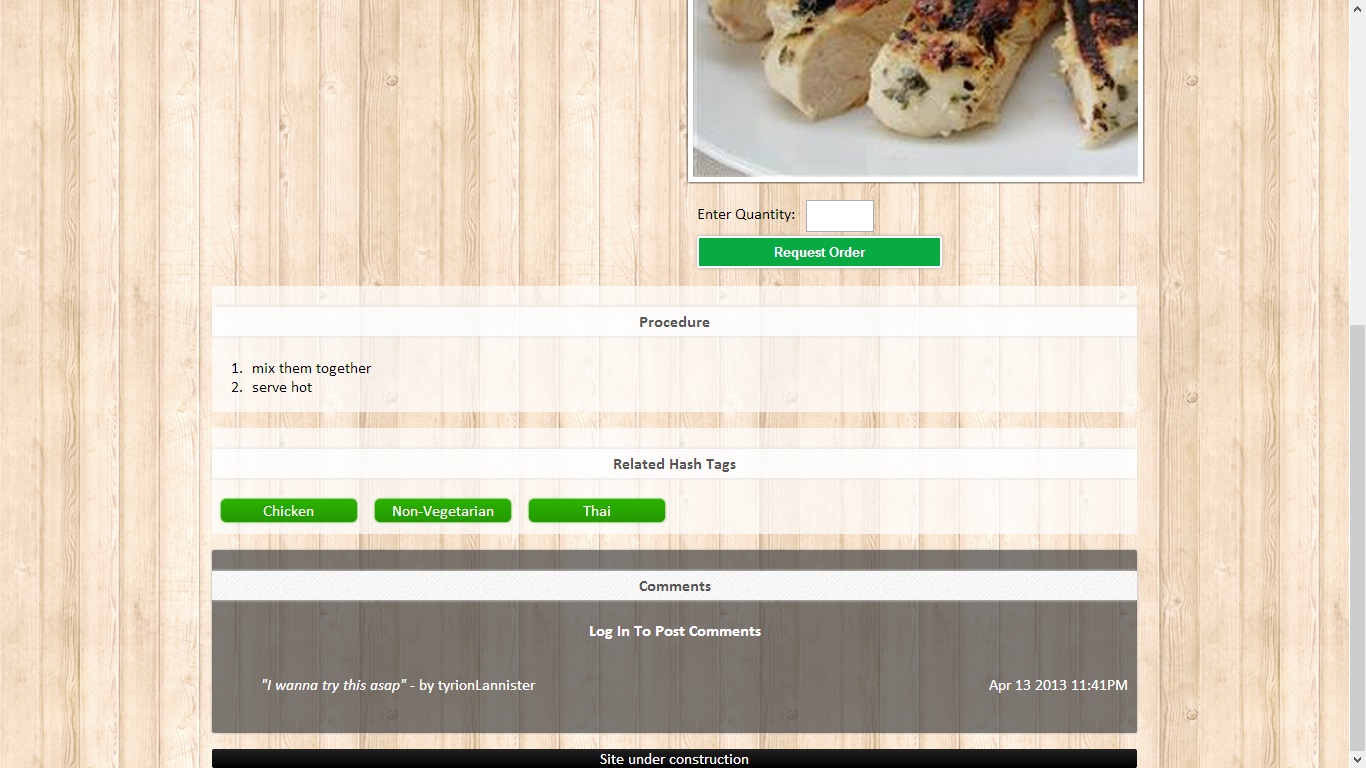 Enter Quantity:
Request Order
Procedure
1. mix them together
2. serve hot
Related Hash Tags
Chicken Non-Vegetarian Thai
Comments
Log In To Post Comments
"I wanna try this asap" - by tyrionLannister Apr 13 2013 11:41PM
Site under construction